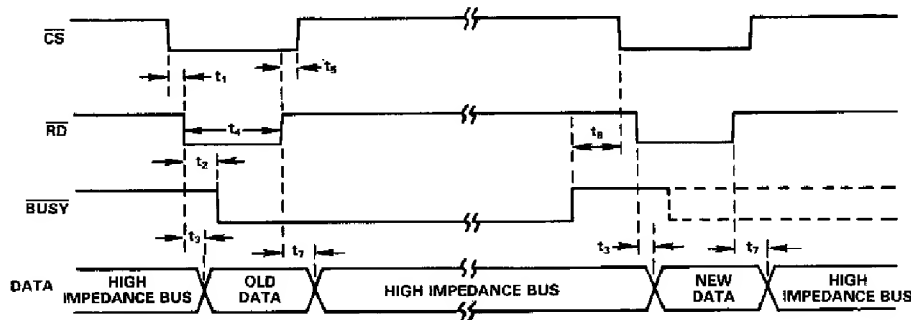 CS
t1
t5
RD
t4
t8
t2
BUSY
t3
t7
t3
t7
DATA
HIGH IMPEDANCE BUS
OLD DATA
HIGH IMPEDANCE BUS
NEW DATA
HIGH IMPEDANCE BUS